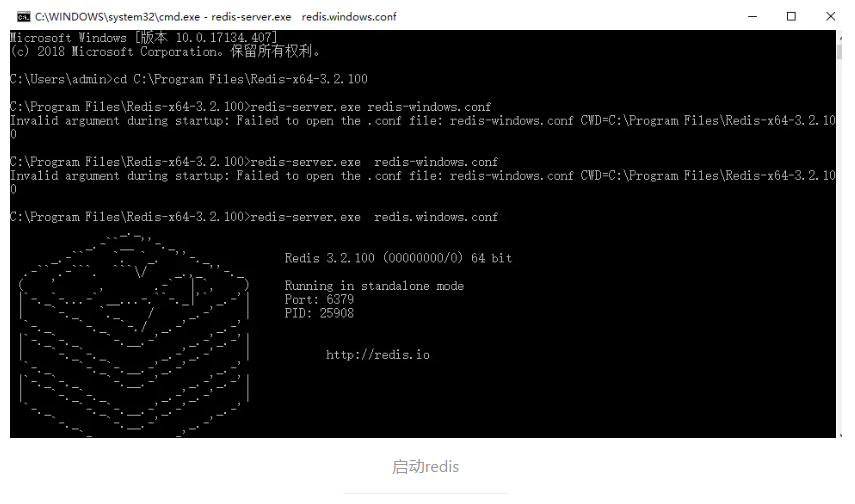 C:\WINDOWS\system32\cmd.exe - redis-server.exe  redis.windows.conf
Microsoft Windows [版本 10.0.17134.407]
(c) 2018 Microsoft Corporation。保留所有权利。
C:\Users\admin>cd C:\Program Files\Redis-x64-3.2.100
C:\Program Files\Redis-x64-3.2.100>redis-server.exe redis-windows.conf
Invalid argument during startup: Failed to open the .conf file: redis-windows.conf CWD=C:\Program Files\Redis-x64-3.2.10
0
C:\Program Files\Redis-x64-3.2.100>redis-server.exe  redis-windows.conf
Invalid argument during startup: Failed to open the .conf file: redis-windows.conf CWD=C:\Program Files\Redis-x64-3.2.10
0
C:\Program Files\Redis-x64-3.2.100>redis-server.exe  redis.windows.conf
Redis 3.2.100 (00000000/0) 64 bit
Running in standalone mode
Port: 6379
PID: 25908
http://redis.io
启动redis